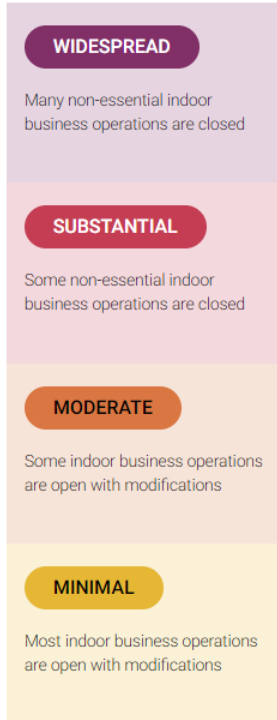 WIDESPREAD
Many non-essential indoor
business operations are closed
SUBSTANTIAL
Some non-essential indoor
business operations are closed
MODERATE
Some indoor business operations
are open with modifications
MINIMAL
Most indoor business operations
are open with modifications